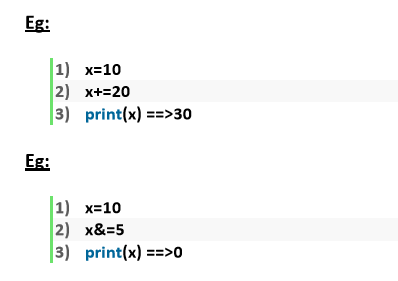 Eg:
1) x=10
2) x+=20
3) print(x) ==>30
Eg:
1) x=10
2) x&=5
3) print(x) ==>0